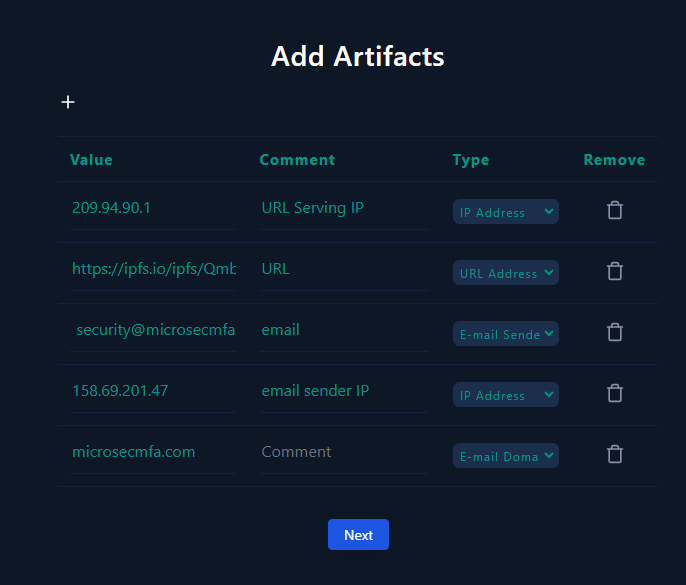 Add Artifacts
+
Value Comment Type Remove
209.94.90.1 URL Serving IP IP Address
https://ipfs.io/ipfs/Qmb URL URL Address
security@microsecmfa email E-mail Sende
158.69.201.47 email sender IP IP Address
microsecmfa.com Comment E-mail Doma
Next